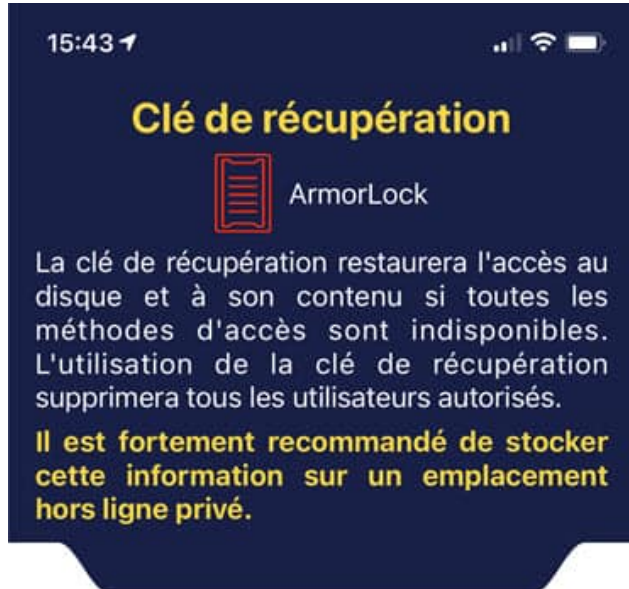 15:43
Clé de récupération
ArmorLock
La clé de récupération restaurera l'accès au
disque et à son contenu si toutes les
méthodes d'accès sont indisponibles.
L'utilisation de la clé de récupération
supprimera tous les utilisateurs autorisés.
Il est fortement recommandé de stocker
cette information sur un emplacement
hors ligne privé.